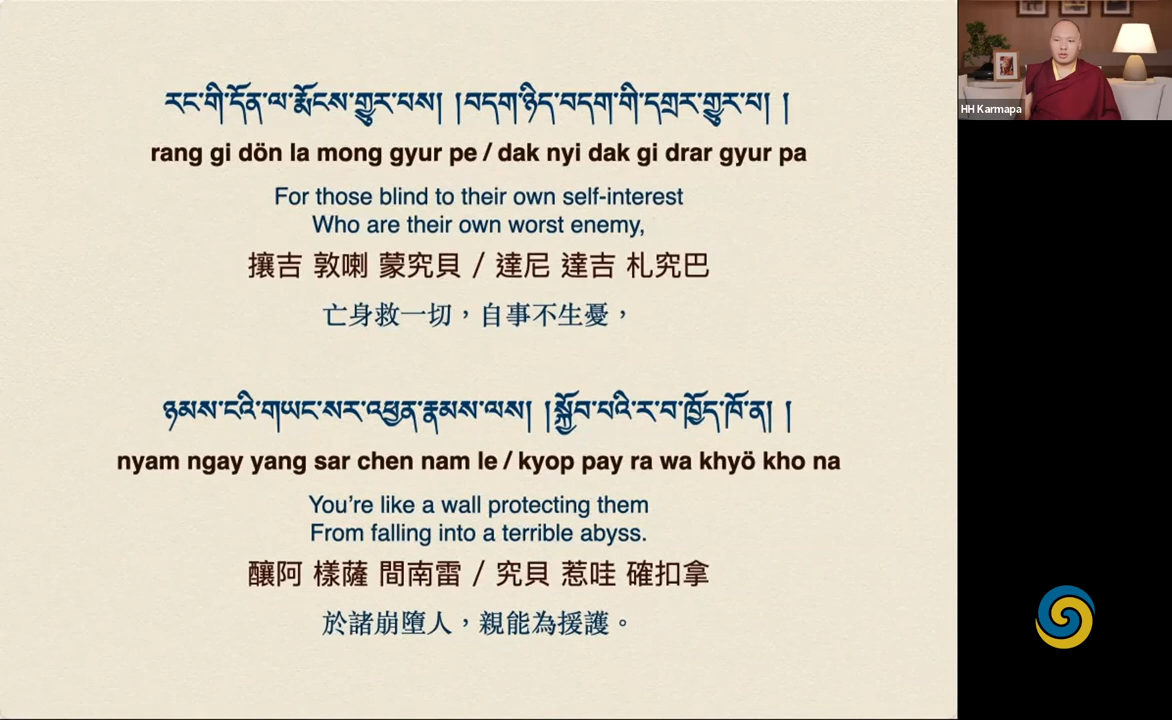 རང་གི་དོན་ལ་རྨོངས་གྱུར་པས། །བདག་ཉིད་བདག་གི་དགྲར་གྱུར་པ། །
rang gi dön la mong gyur pe / dak nyi dak gi drar gyur pa
For those blind to their own self-interest
Who are their own worst enemy,
攘吉 敦喇 蒙究貝 / 達尼 達吉 札究巴
亡身救一切，自事不生憂，
ཉམས་ངའི་གཡང་སར་འཕྱན་རྣམས་ལས། །སྐྱོབ་པའི་ར་བ་ཁྱོད་ཁོ་ན། །
nyam ngay yang sar chen nam le / kyop pay ra wa khyö kho na
You’re like a wall protecting them
From falling into a terrible abyss.
釀阿 樣薩 間南雷 / 究貝 惹哇 確扣拿
於諸崩墮人，親能為援護。
HH Karmapa